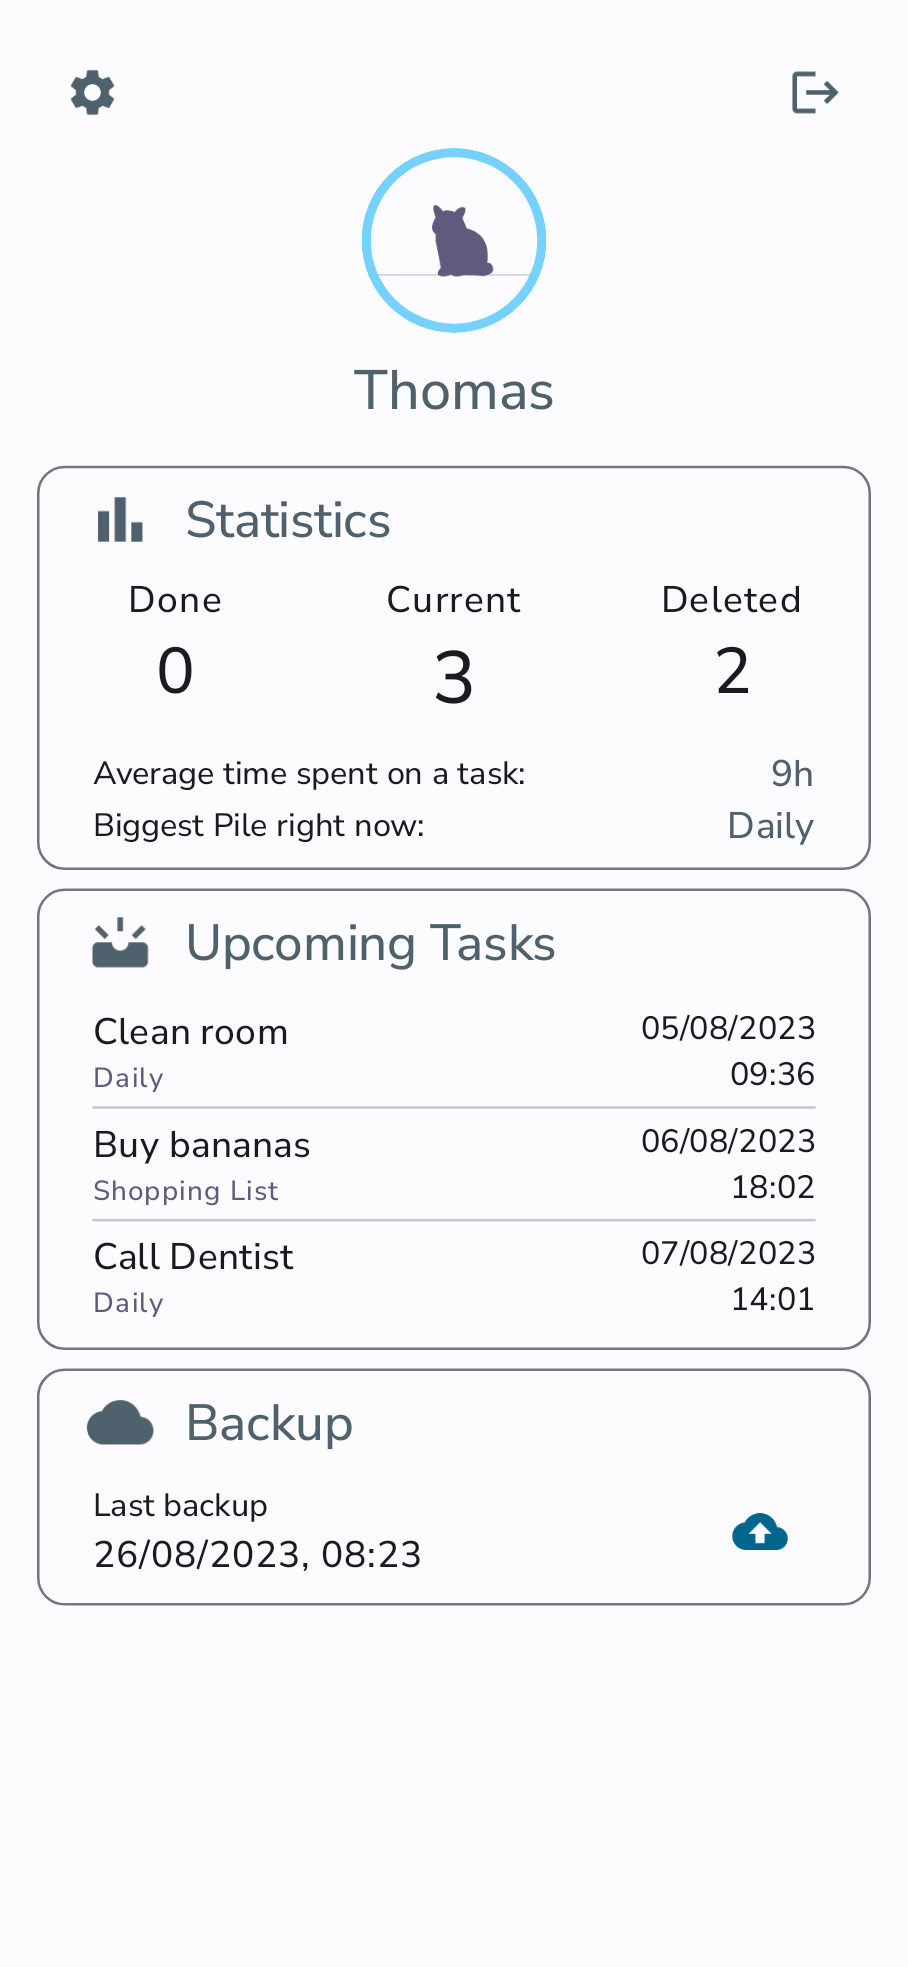 Thomas
Statistics
Done Current Deleted
0 3 2
Average time spent on a task: 9h
Biggest Pile right now: Daily
Upcoming Tasks
Clean room 05/08/2023
Daily 09:36
Buy bananas 06/08/2023
Shopping List 18:02
Call Dentist 07/08/2023
Daily 14:01
Backup
Last backup
26/08/2023, 08:23